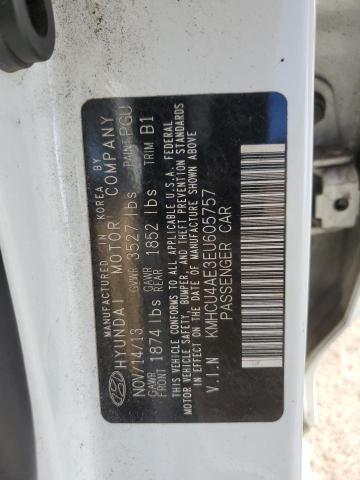 MANUFACTURED IN KOREA BY
HYUNDAI MOTOR COMPANY
NOV/14/13 GVWR 3527 lbs PAINT PGU
GAWR FRONT 1874 lbs GAWR REAR 1852 lbs TRIM B1
THIS VEHICLE CONFORMS TO ALL APPLICABLE U.S.A. FEDERAL
MOTOR VEHICLE SAFETY, BUMPER, AND THEFT PREVENTION STANDARDS
IN EFFECT ON THE DATE OF MANUFACTURE SHOWN ABOVE
V.I.N KMHCU4AE3EU605757
PASSENGER CAR